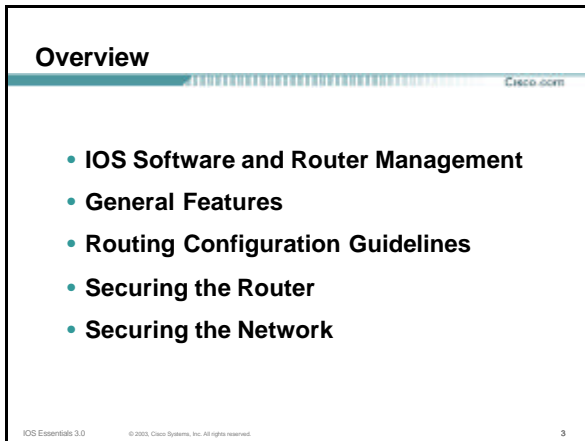 Overview
Cisco.com
• IOS Software and Router Management
• General Features
• Routing Configuration Guidelines
• Securing the Router
• Securing the Network
IOS Essentials 3.0 © 2003, Cisco Systems, Inc. All rights reserved. 3